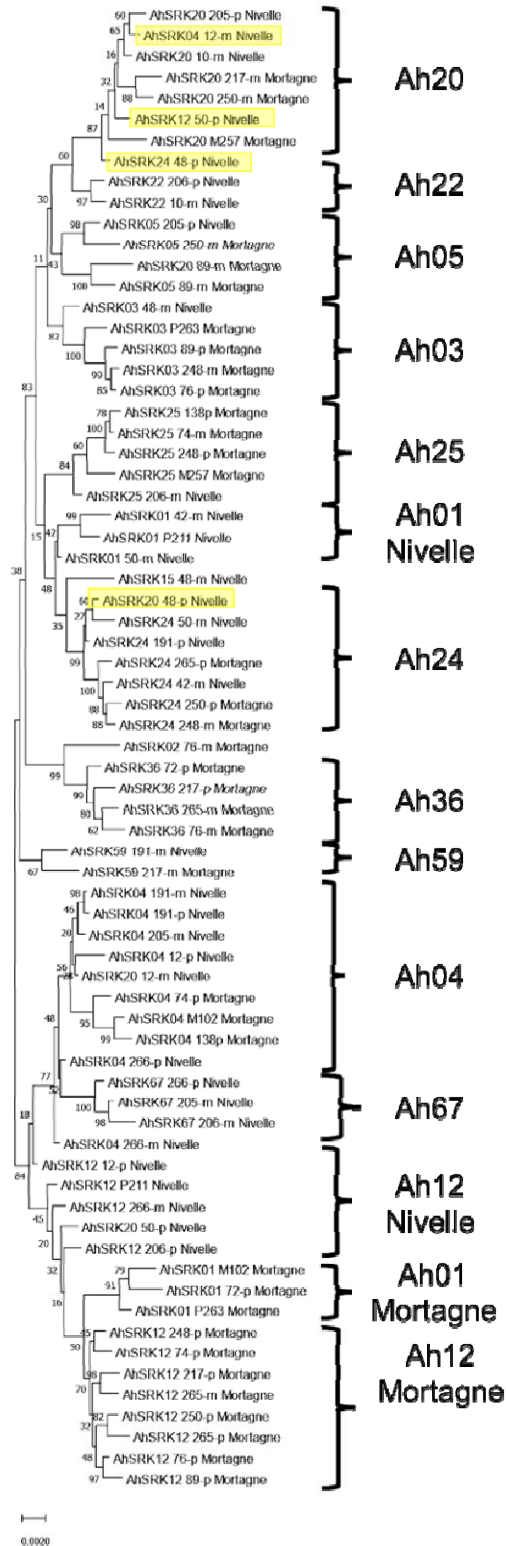 AhSRK20 205-p Nivelle
AhSRK04 12-m Nivelle
AhSRK20 10-m Nivelle
AhSRK20 217-m Mortagne
AhSRK20 250-m Mortagne
AhSRK12 50-p Nivelle
AhSRK20 M257 Mortagne
Ah20
AhSRK24 48-p Nivelle
AhSRK22 206-p Nivelle
AhSRK22 10-m Nivelle
Ah22
AhSRK05 205-p Nivelle
AhSRK05 250-m Mortagne
AhSRK20 89-m Mortagne
AhSRK05 89-m Mortagne
Ah05
AhSRK03 48-m Nivelle
AhSRK03 P263 Mortagne
AhSRK03 89-p Mortagne
AhSRK03 248-m Mortagne
AhSRK03 76-p Mortagne
Ah03
AhSRK25 138p Mortagne
AhSRK25 74-m Mortagne
AhSRK25 248-p Mortagne
AhSRK25 M257 Mortagne
AhSRK25 206-m Nivelle
Ah25
AhSRK01 42-m Nivelle
AhSRK01 P211 Nivelle
AhSRK01 50-m Nivelle
Ah01
Nivelle
AhSRK15 48-m Nivelle
AhSRK20 48-p Nivelle
AhSRK24 50-m Nivelle
AhSRK24 191-p Nivelle
AhSRK24 265-p Mortagne
AhSRK24 42-m Nivelle
AhSRK24 250-p Mortagne
AhSRK24 248-m Mortagne
Ah24
AhSRK02 76-m Mortagne
AhSRK36 72-p Mortagne
AhSRK36 217-p Mortagne
AhSRK36 265-m Mortagne
AhSRK36 76-m Mortagne
Ah36
AhSRK59 191-m Nivelle
AhSRK59 217-m Mortagne
Ah59
AhSRK04 191-m Nivelle
AhSRK04 191-p Nivelle
AhSRK04 205-m Nivelle
AhSRK04 12-p Nivelle
AhSRK20 12-m Nivelle
AhSRK04 74-p Mortagne
AhSRK04 M102 Mortagne
AhSRK04 138p Mortagne
AhSRK04 266-p Nivelle
Ah04
AhSRK67 266-p Nivelle
AhSRK67 205-m Nivelle
AhSRK67 206-m Nivelle
Ah67
AhSRK04 266-m Nivelle
AhSRK12 12-p Nivelle
AhSRK12 P211 Nivelle
AhSRK12 266-m Nivelle
AhSRK20 50-p Nivelle
AhSRK12 206-p Nivelle
Ah12
Nivelle
AhSRK01 M102 Mortagne
AhSRK01 72-p Mortagne
AhSRK01 P263 Mortagne
Ah01
Mortagne
AhSRK12 248-p Mortagne
AhSRK12 74-p Mortagne
AhSRK12 217-p Mortagne
AhSRK12 265-m Mortagne
AhSRK12 250-p Mortagne
AhSRK12 265-p Mortagne
AhSRK12 76-p Mortagne
AhSRK12 89-p Mortagne
Ah12
Mortagne
60
65
16
32
88
14
87
60
97
30
98
43
100
11
82
100
99
85
83
78
100
60
84
15
99
42
48
38
35
27
99
100
88
88
99
99
62
67
98
46
20
56
95
99
48
77
100
98
18
64
45
20
32
16
79
91
30
70
32
48
97
0.0020